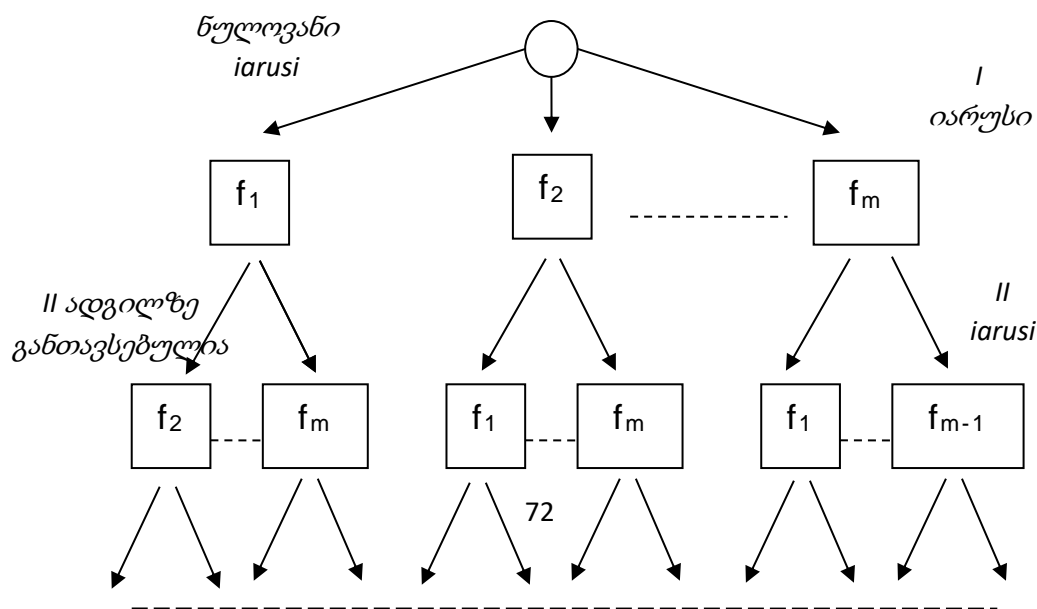 ნულოვანი
iarusi
I
იარუსი
f1 f2 fm
II ადგილზე
განთავსებულია
II
iarusi
f2 fm f1 fm f1 fm-1
72